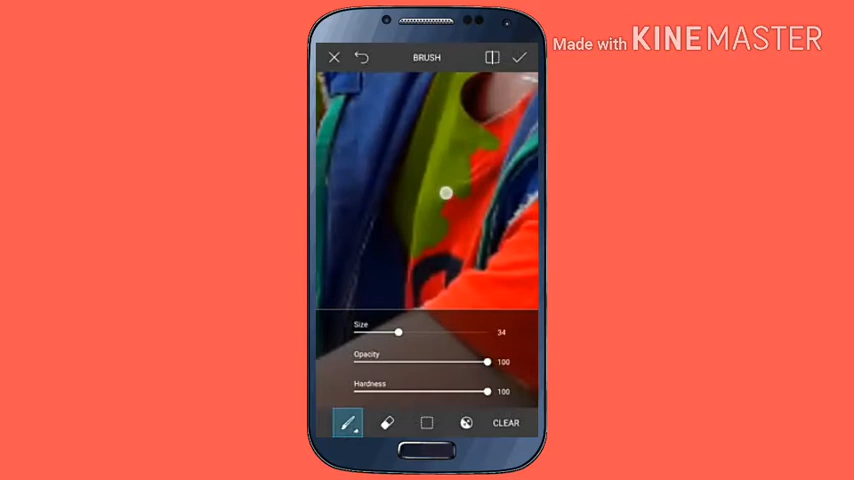 Made with KINEMASTER
BRUSH
Size
34
Opacity
100
Hardness
100
CLEAR